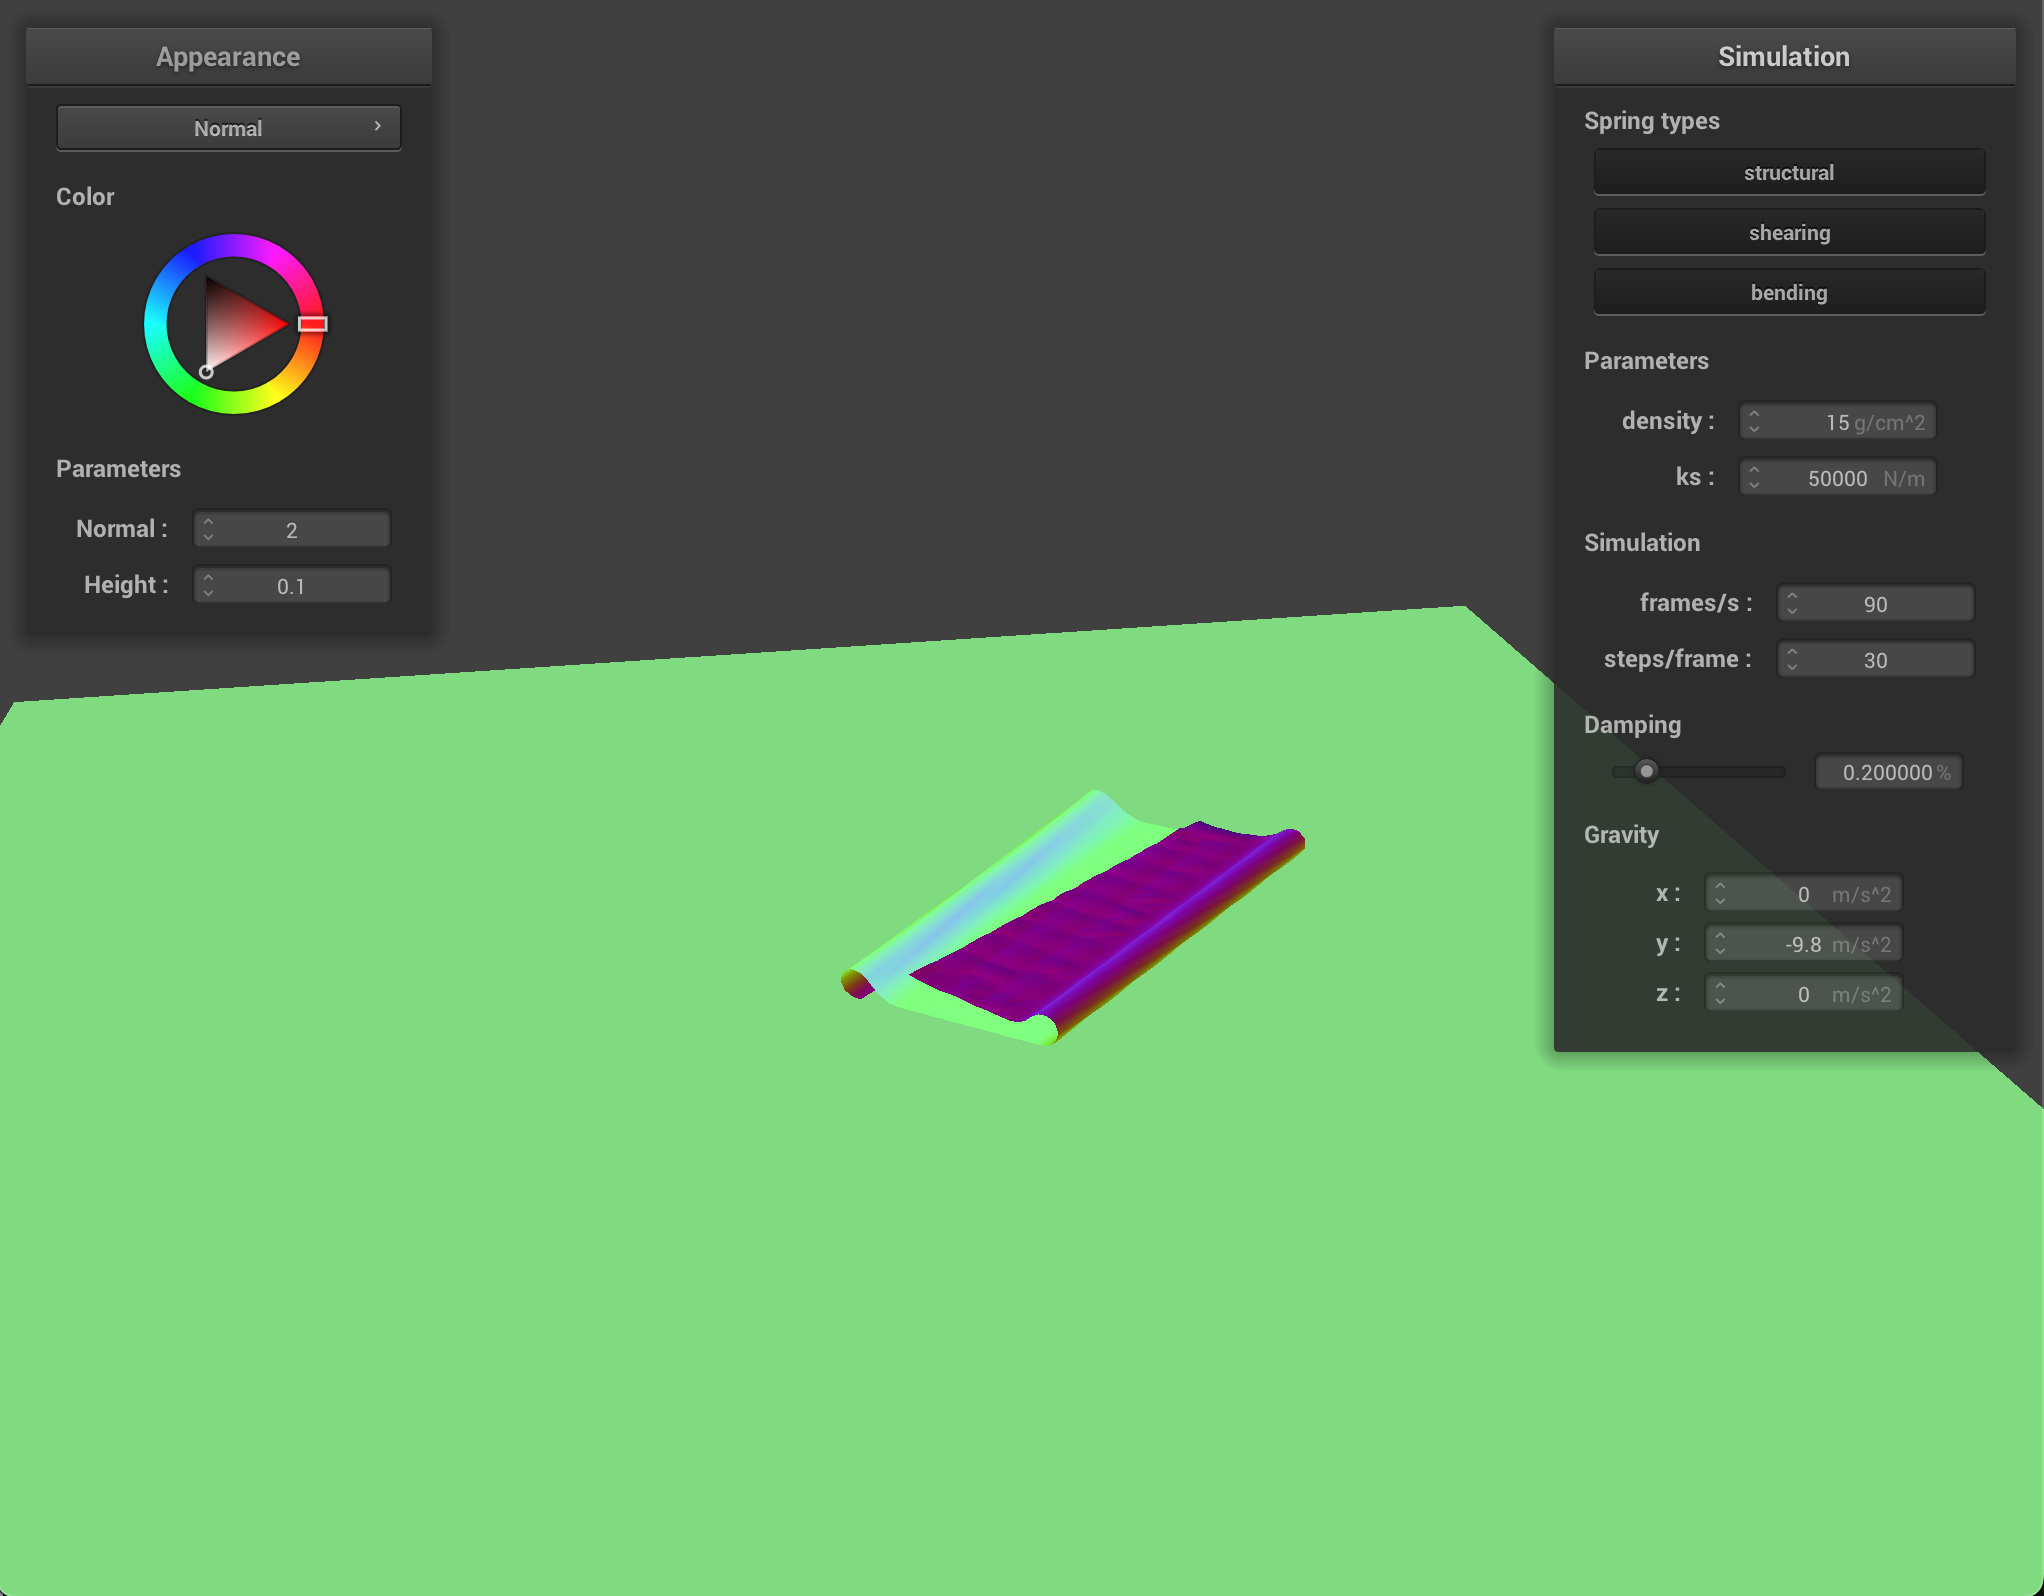 Appearance
Normal
Color
Parameters
Normal : 2
Height : 0.1
Simulation
Spring types
structural
shearing
bending
Parameters
density : 15 g/cm^2
ks : 50000 N/m
Simulation
frames/s : 90
steps/frame : 30
Damping
0.200000 %
Gravity
x : 0 m/s^2
y : -9.8 m/s^2
z : 0 m/s^2